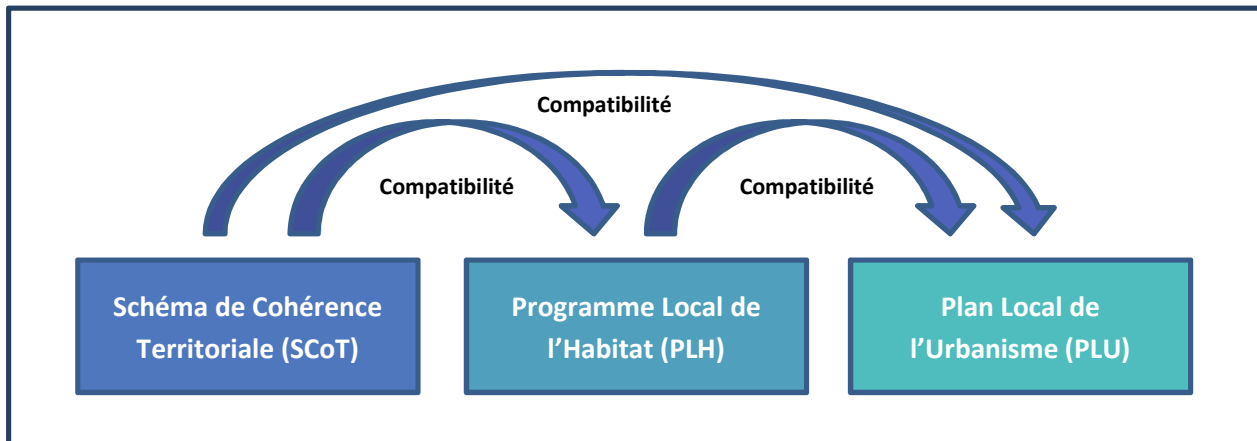 Compatibilité
Compatibilité
Compatibilité
Schéma de Cohérence
Territoriale (SCoT)
Programme Local de
l’Habitat (PLH)
Plan Local de
l’Urbanisme (PLU)